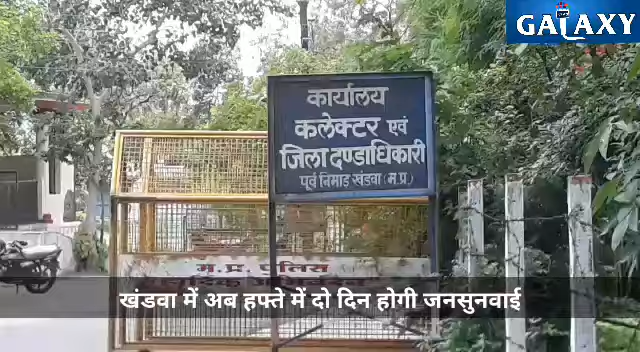 GALAXY
कार्यालय
कलेक्टर एवं
जिला दण्डाधिकारी
पूर्व निमाड़ खंडवा (म.प्र.)
म.प्र. पुलिस
खंडवा में अब हफ्ते में दो दिन होगी जनसुनवाई